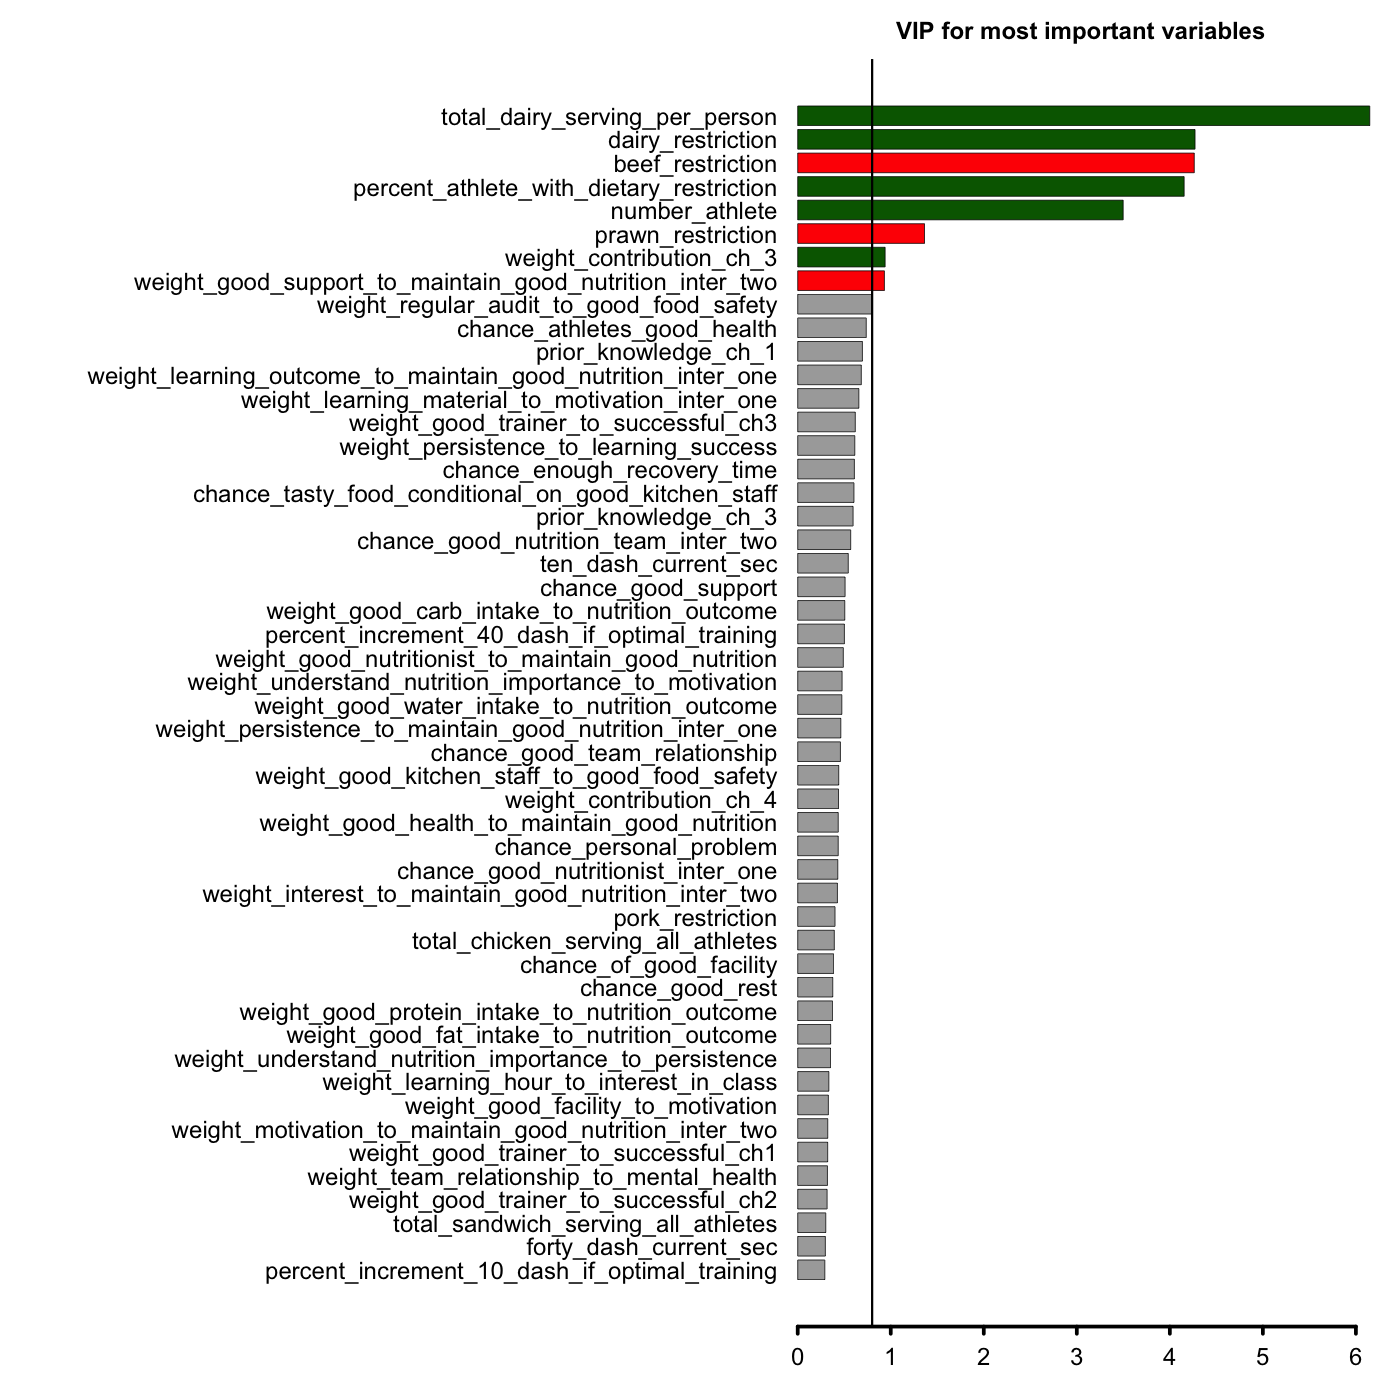 VIP for most important variables
total_dairy_serving_per_person
dairy_restriction
beef_restriction
percent_athlete_with_dietary_restriction
number_athlete
prawn_restriction
weight_contribution_ch_3
weight_good_support_to_maintain_good_nutrition_inter_two
weight_regular_audit_to_good_food_safety
chance_athletes_good_health
prior_knowledge_ch_1
weight_learning_outcome_to_maintain_good_nutrition_inter_one
weight_learning_material_to_motivation_inter_one
weight_good_trainer_to_successful_ch3
weight_persistence_to_learning_success
chance_enough_recovery_time
chance_tasty_food_conditional_on_good_kitchen_staff
prior_knowledge_ch_3
chance_good_nutrition_team_inter_two
ten_dash_current_sec
chance_good_support
weight_good_carb_intake_to_nutrition_outcome
percent_increment_40_dash_if_optimal_training
weight_good_nutritionist_to_maintain_good_nutrition
weight_understand_nutrition_importance_to_motivation
weight_good_water_intake_to_nutrition_outcome
weight_persistence_to_maintain_good_nutrition_inter_one
chance_good_team_relationship
weight_good_kitchen_staff_to_good_food_safety
weight_contribution_ch_4
weight_good_health_to_maintain_good_nutrition
chance_personal_problem
chance_good_nutritionist_inter_one
weight_interest_to_maintain_good_nutrition_inter_two
pork_restriction
total_chicken_serving_all_athletes
chance_of_good_facility
chance_good_rest
weight_good_protein_intake_to_nutrition_outcome
weight_good_fat_intake_to_nutrition_outcome
weight_understand_nutrition_importance_to_persistence
weight_learning_hour_to_interest_in_class
weight_good_facility_to_motivation
weight_motivation_to_maintain_good_nutrition_inter_two
weight_good_trainer_to_successful_ch1
weight_team_relationship_to_mental_health
weight_good_trainer_to_successful_ch2
total_sandwich_serving_all_athletes
forty_dash_current_sec
percent_increment_10_dash_if_optimal_training
0 1 2 3 4 5 6